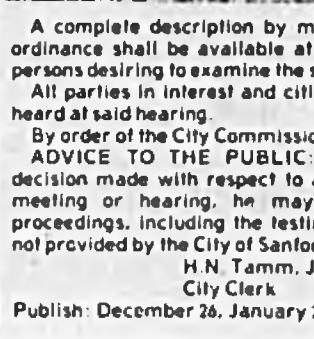 A complete description by m
ordinance shall be available at
persons desiring to examine the s
All parties in interest and citi
heard at said hearing.
By order of the City Commissio
ADVICE TO THE PUBLIC:
decision made with respect to a
meeting or hearing, he may
proceedings, including the testi
not provided by the City of Sanfo
H.N. Tamm, J
City Clerk
Publish: December 26, January 2